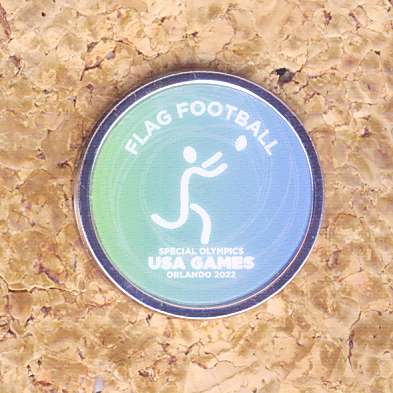 FLAG FOOTBALL
SPECIAL OLYMPICS
USA GAMES
ORLANDO 2022